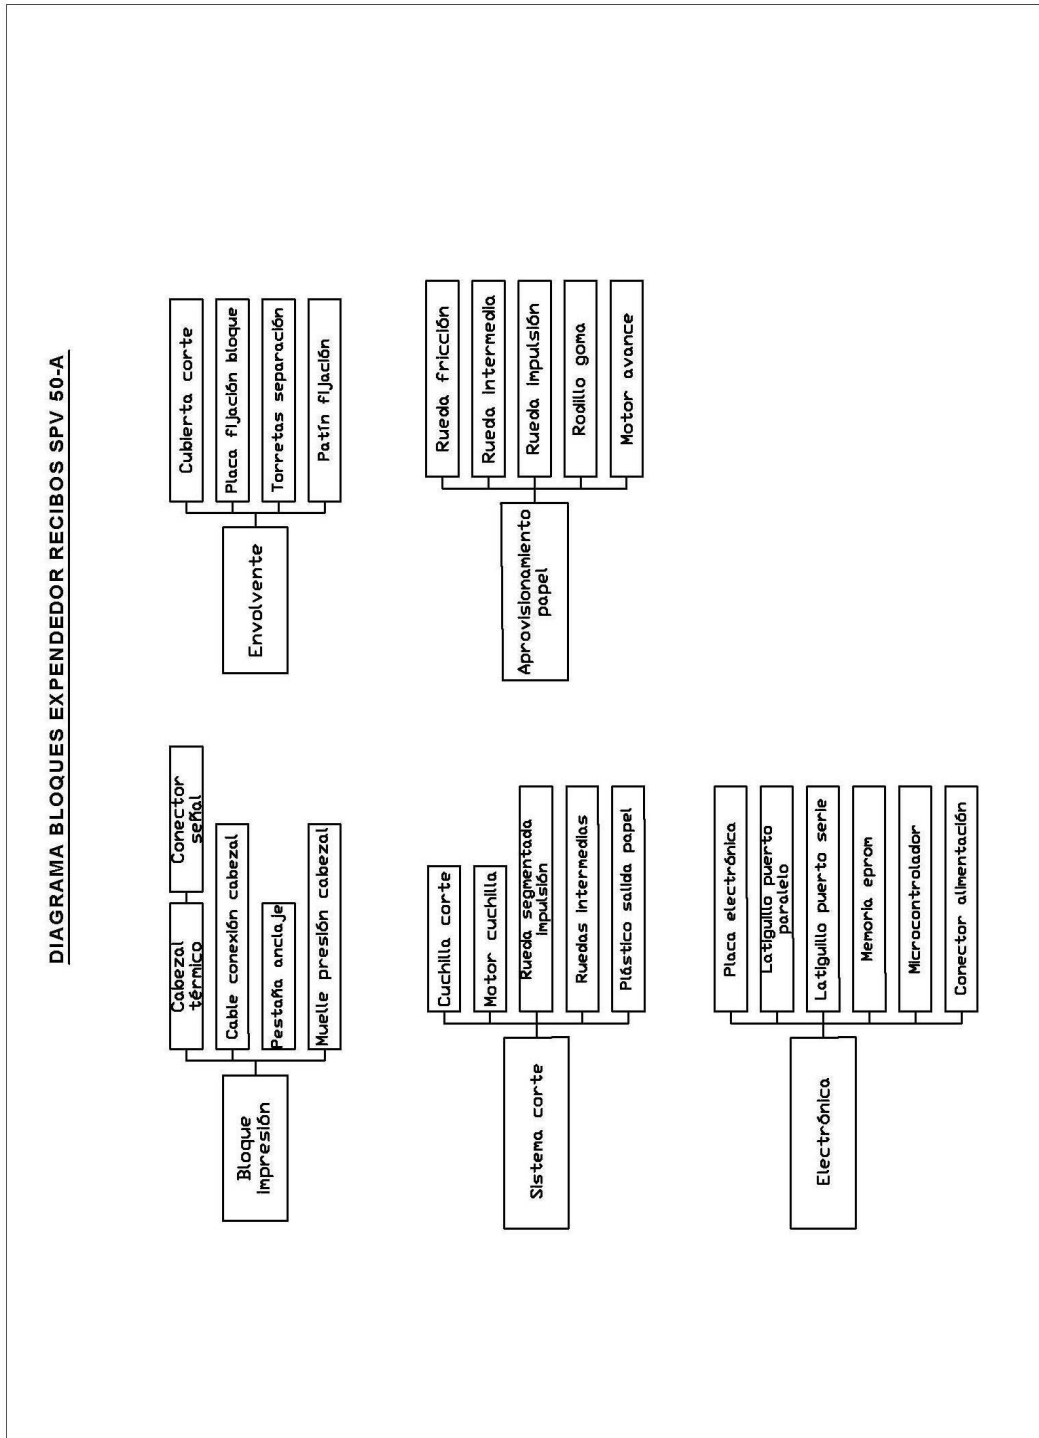 DIAGRAMA BLOQUES EXPENDEDOR RECIBOS SPV 50-A
Bloque
impresión
Cabezal
térmico
Conector
señal
Cable conexión cabezal
Pestaña anclaje
Muelle presión cabezal
Envolvente
Cubierta corte
Placa fijación bloque
Torretas separación
Patín fijación
Sistema corte
Cuchilla corte
Motor cuchilla
Rueda segmentada
impulsión
Ruedas intermedias
Plástico salida papel
Aprovisionamiento
papel
Rueda fricción
Rueda intermedia
Rueda impulsión
Rodillo goma
Motor avance
Electrónica
Placa electrónica
Latiguillo puerto
paralelo
Latiguillo puerto serie
Memoria eprom
Microcontrolador
Conector alimentación